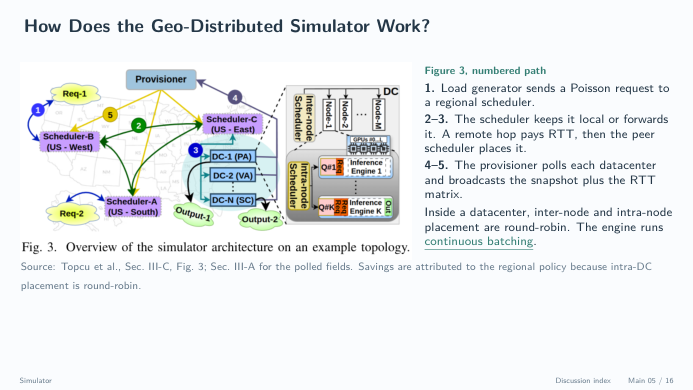 How Does the Geo-Distributed Simulator Work?
Req-1
1
Scheduler-B
(US - West)
Req-2
Scheduler-A
(US - South)
Provisioner
5
2
4
Scheduler-C
(US - East)
3
DC-1 (PA)
DC-2 (VA)
DC-N (SC)
Output-1
Output-2
DC
Inter-node
Scheduler
Node-1
Node-2
Node-M
Intra-node
Scheduler
Q#1
Req
Inference
Engine 1
Q#K
Req
Req
Inference
Engine K
Out
Fig. 3. Overview of the simulator architecture on an example topology.
Figure 3, numbered path
1. Load generator sends a Poisson request to
a regional scheduler.
2–3. The scheduler keeps it local or forwards
it. A remote hop pays RTT, then the peer
scheduler places it.
4–5. The provisioner polls each datacenter
and broadcasts the snapshot plus the RTT
matrix.
Inside a datacenter, inter-node and intra-node
placement are round-robin. The engine runs
continuous batching.
Source: Topcu et al., Sec. III-C, Fig. 3; Sec. III-A for the polled fields. Savings are attributed to the regional policy because intra-DC
placement is round-robin.
Simulator
Discussion index
Main 05 / 16